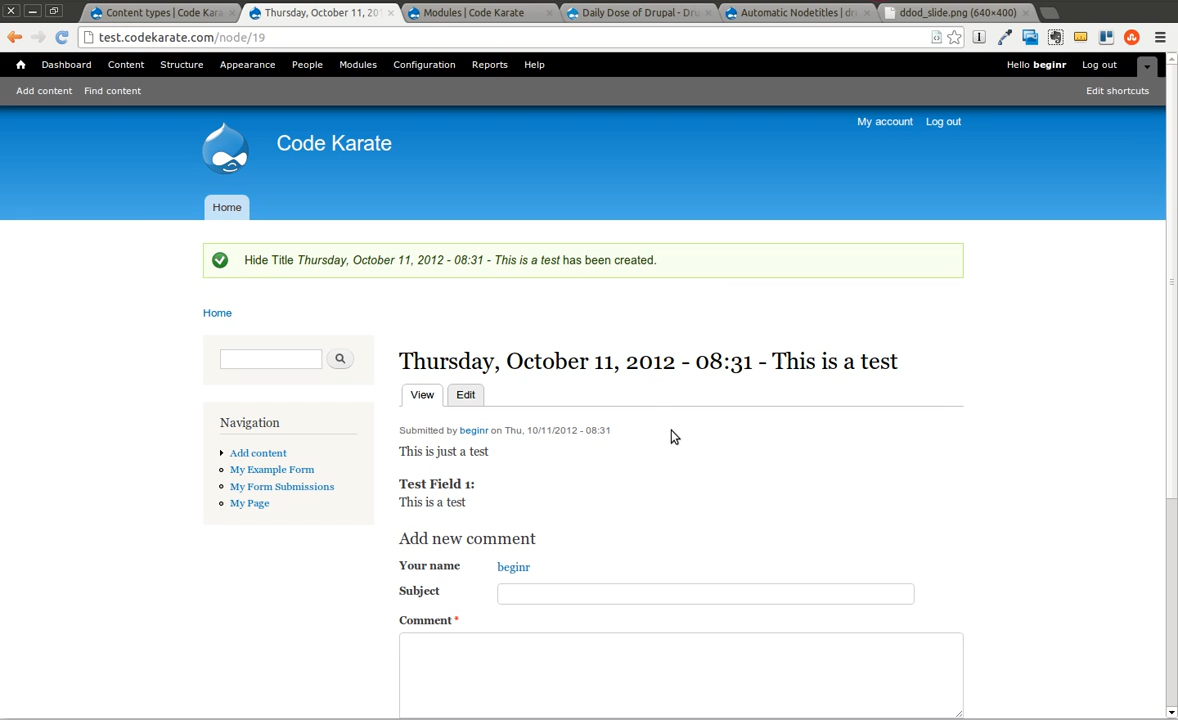 Content types | Code Kara
Thursday, October 11, 20
Modules | Code Karate
Daily Dose of Drupal - Dru
Automatic Nodetitles | dr
ddod_slide.png (640×400)
test.codekarate.com/node/19
Dashboard Content Structure Appearance People Modules Configuration Reports Help Hello beginr Log out
Add content Find content Edit shortcuts
My account Log out
Code Karate
Home
Hide Title Thursday, October 11, 2012 - 08:31 - This is a test has been created.
Home
Thursday, October 11, 2012 - 08:31 - This is a test
View Edit
Navigation
Add content
My Example Form
My Form Submissions
My Page
Submitted by beginr on Thu, 10/11/2012 - 08:31
This is just a test
Test Field 1:
This is a test
Add new comment
Your name beginr
Subject
Comment *